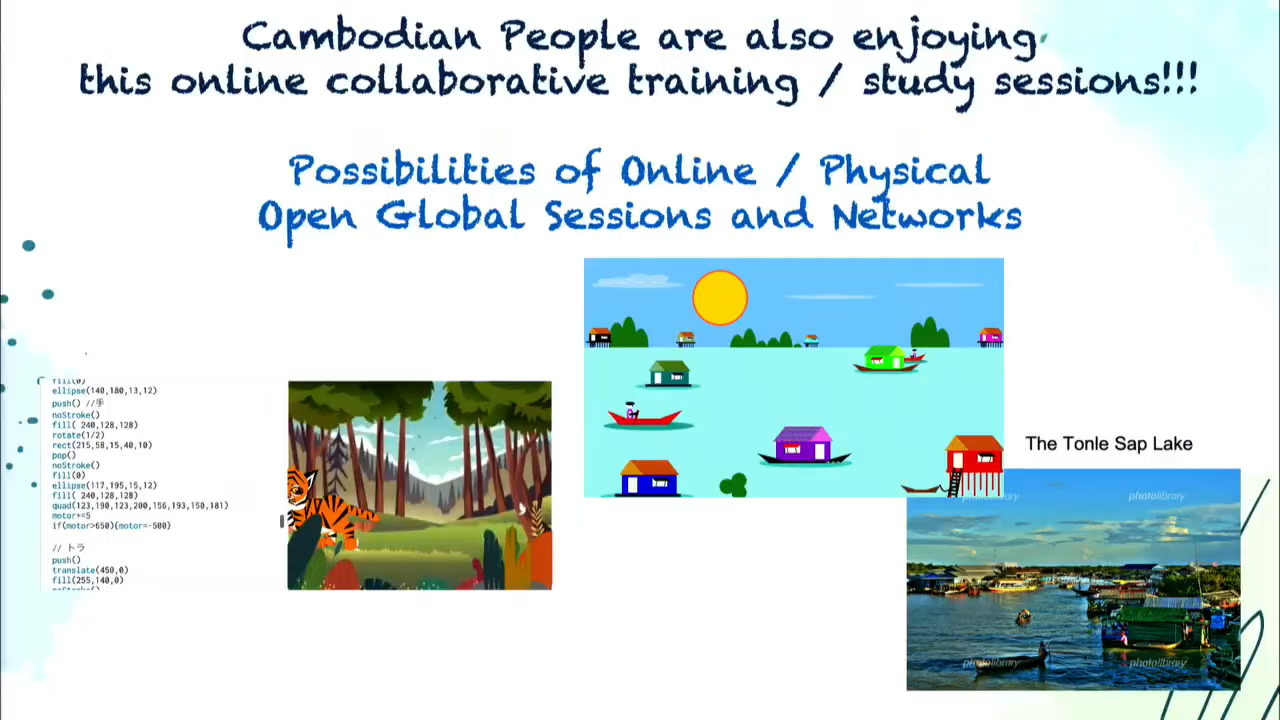 Cambodian People are also enjoying
this online collaborative training / study sessions!!!
Possibilities of Online / Physical
Open Global Sessions and Networks
fill(0)
ellipse(140,180,13,12)
push() //手
noStroke()
fill( 240,128,128)
rotate(1/2)
rect(215,58,15,40,10)
pop()
noStroke()
fill(0)
ellipse(117,195,15,12)
fill( 240,128,128)
quad(123,190,123,200,156,193,150,181)
motor+=5
if(motor>650){motor=-500}
// トラ
push()
translate(450,0)
fill(255,140,0)
The Tonle Sap Lake
photolibrary
photolibrary
photolibrary
photolibrary